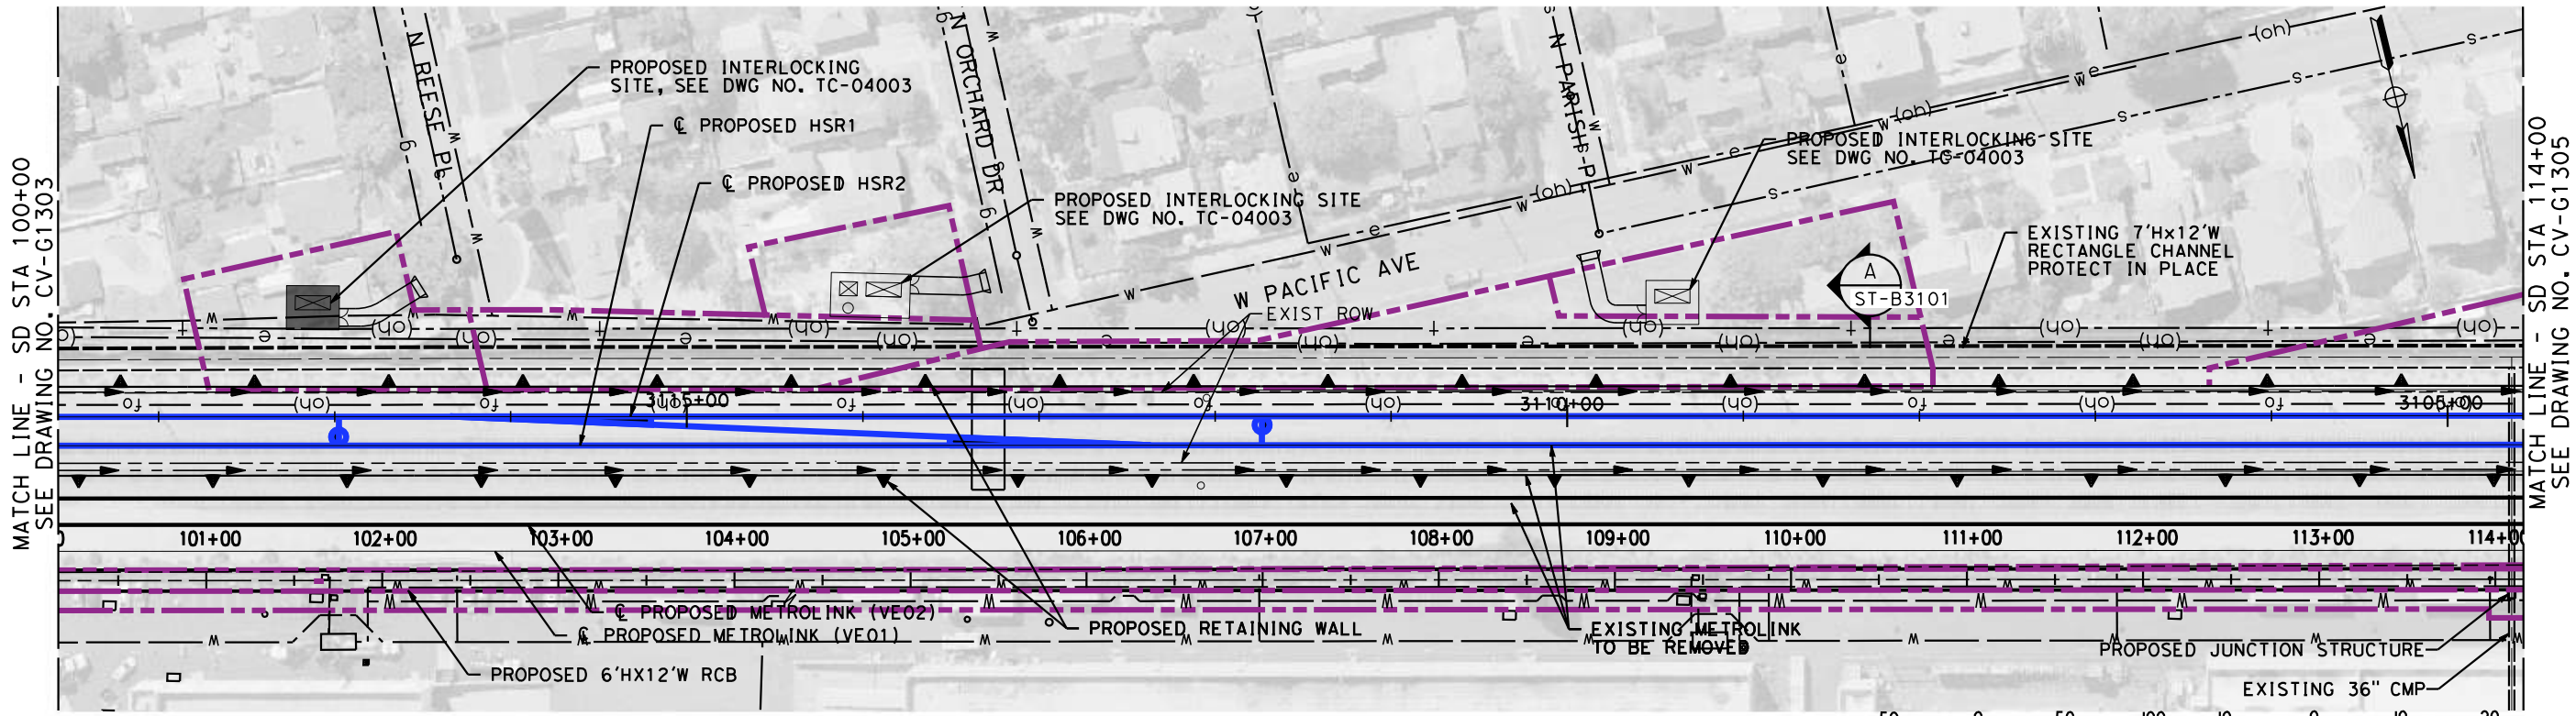 MATCH LINE - SD STA 100+00
SEE DRAWING NO. CV-G1303
N REESE PL
PROPOSED INTERLOCKING
SITE, SEE DWG NO. TC-04003
℄ PROPOSED HSR1
℄ PROPOSED HSR2
N ORCHARD DR
PROPOSED INTERLOCKING SITE
SEE DWG NO. TC-04003
N PARISH PL
PROPOSED INTERLOCKING SITE
SEE DWG NO. TC-04003
W PACIFIC AVE
EXIST ROW
A
ST-B3101
EXISTING 7'Hx12'W
RECTANGLE CHANNEL
PROTECT IN PLACE
MATCH LINE - SD STA 114+00
SEE DRAWING NO. CV-G1305
3115+00
3110+00
3105+00
101+00
102+00
103+00
104+00
105+00
106+00
107+00
108+00
109+00
110+00
111+00
112+00
113+00
114+00
℄ PROPOSED METROLINK (VE02)
℄ PROPOSED METROLINK (VE01)
PROPOSED 6'HX12'W RCB
PROPOSED RETAINING WALL
EXISTING METROLINK
TO BE REMOVED
PROPOSED JUNCTION STRUCTURE
EXISTING 36" CMP